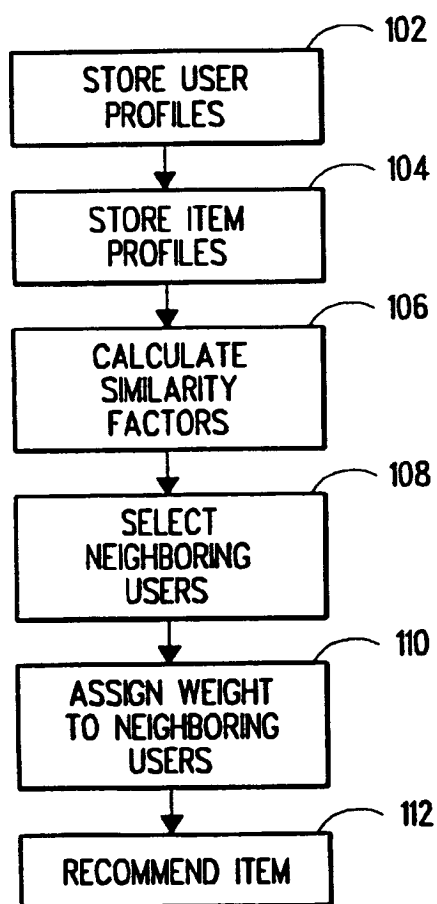 102
STORE USER
PROFILES
104
STORE ITEM
PROFILES
106
CALCULATE
SIMILARITY
FACTORS
108
SELECT
NEIGHBORING
USERS
110
ASSIGN WEIGHT
TO NEIGHBORING
USERS
112
RECOMMEND ITEM